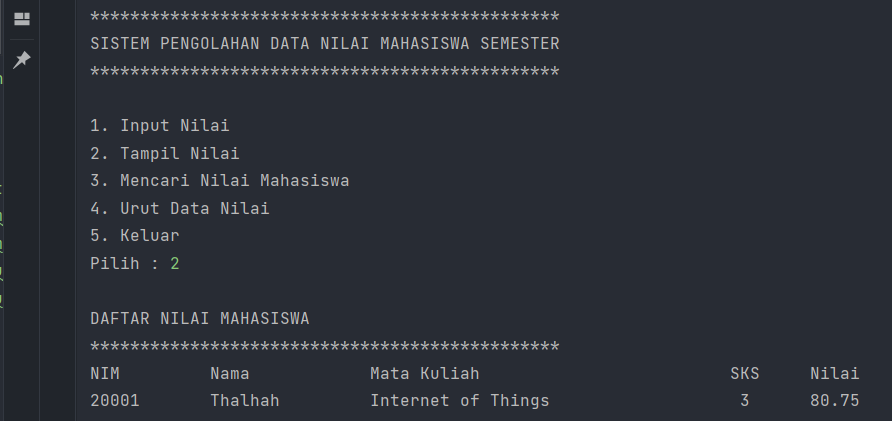 ***********************************************
SISTEM PENGOLAHAN DATA NILAI MAHASISWA SEMESTER
***********************************************
1. Input Nilai
2. Tampil Nilai
3. Mencari Nilai Mahasiswa
4. Urut Data Nilai
5. Keluar
Pilih : 2
DAFTAR NILAI MAHASISWA
***********************************************
NIM Nama Mata Kuliah SKS Nilai
20001 Thalhah Internet of Things 3 80.75